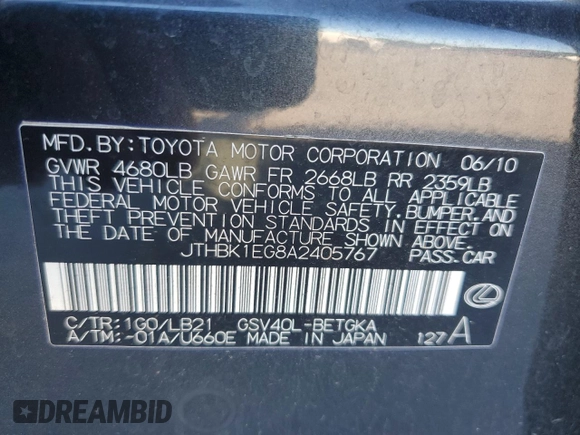 MFD.BY:TOYOTA MOTOR CORPORATION 06/10
GVWR 4680LB GAWR FR 2668LB RR 2359LB
THIS VEHICLE CONFORMS TO ALL APPLICABLE
FEDERAL MOTOR VEHICLE SAFETY,BUMPER,AND
THEFT PREVENTION STANDARDS IN EFFECT ON
THE DATE OF MANUFACTURE SHOWN ABOVE.
JTHBK1EG8A2405767 PASS.CAR
C/TR:1G0/LB21 GSV40L-BETGKA
A/TM:-01A/U660E MADE IN JAPAN 127A
DREAMBID